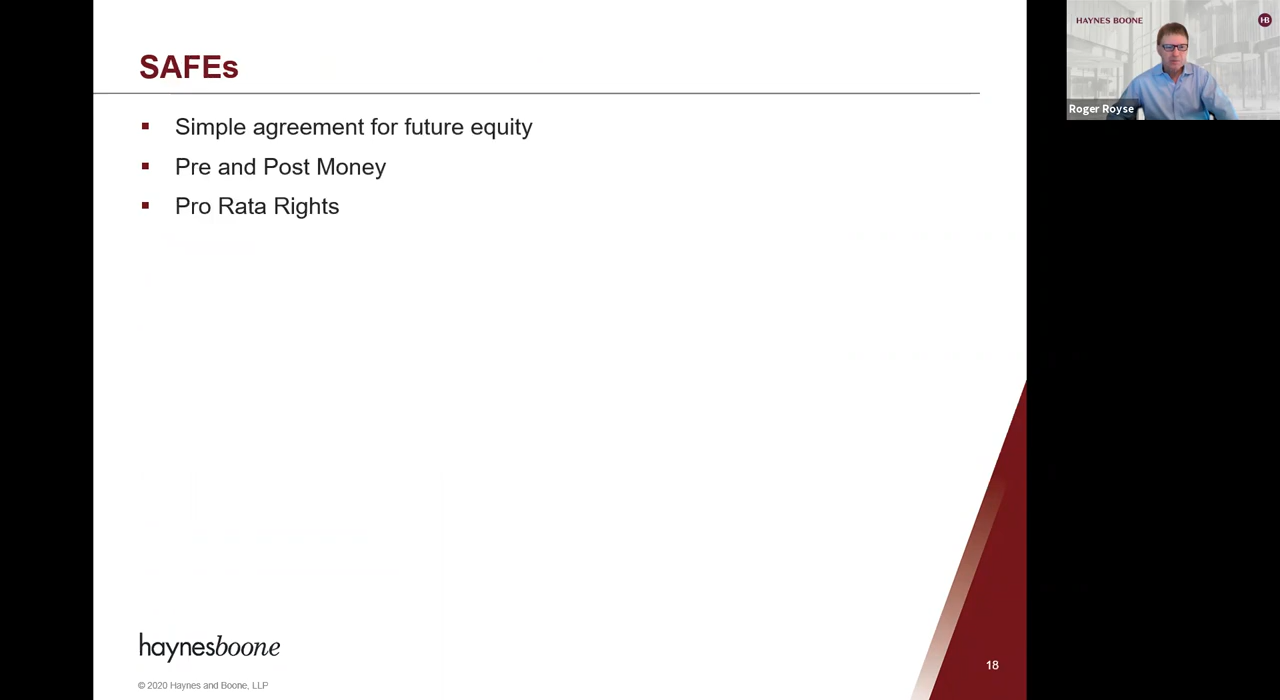 SAFEs
Simple agreement for future equity
Pre and Post Money
Pro Rata Rights
haynesboone
© 2020 Haynes and Boone, LLP
18
HAYNES BOONE
HB
Roger Royse